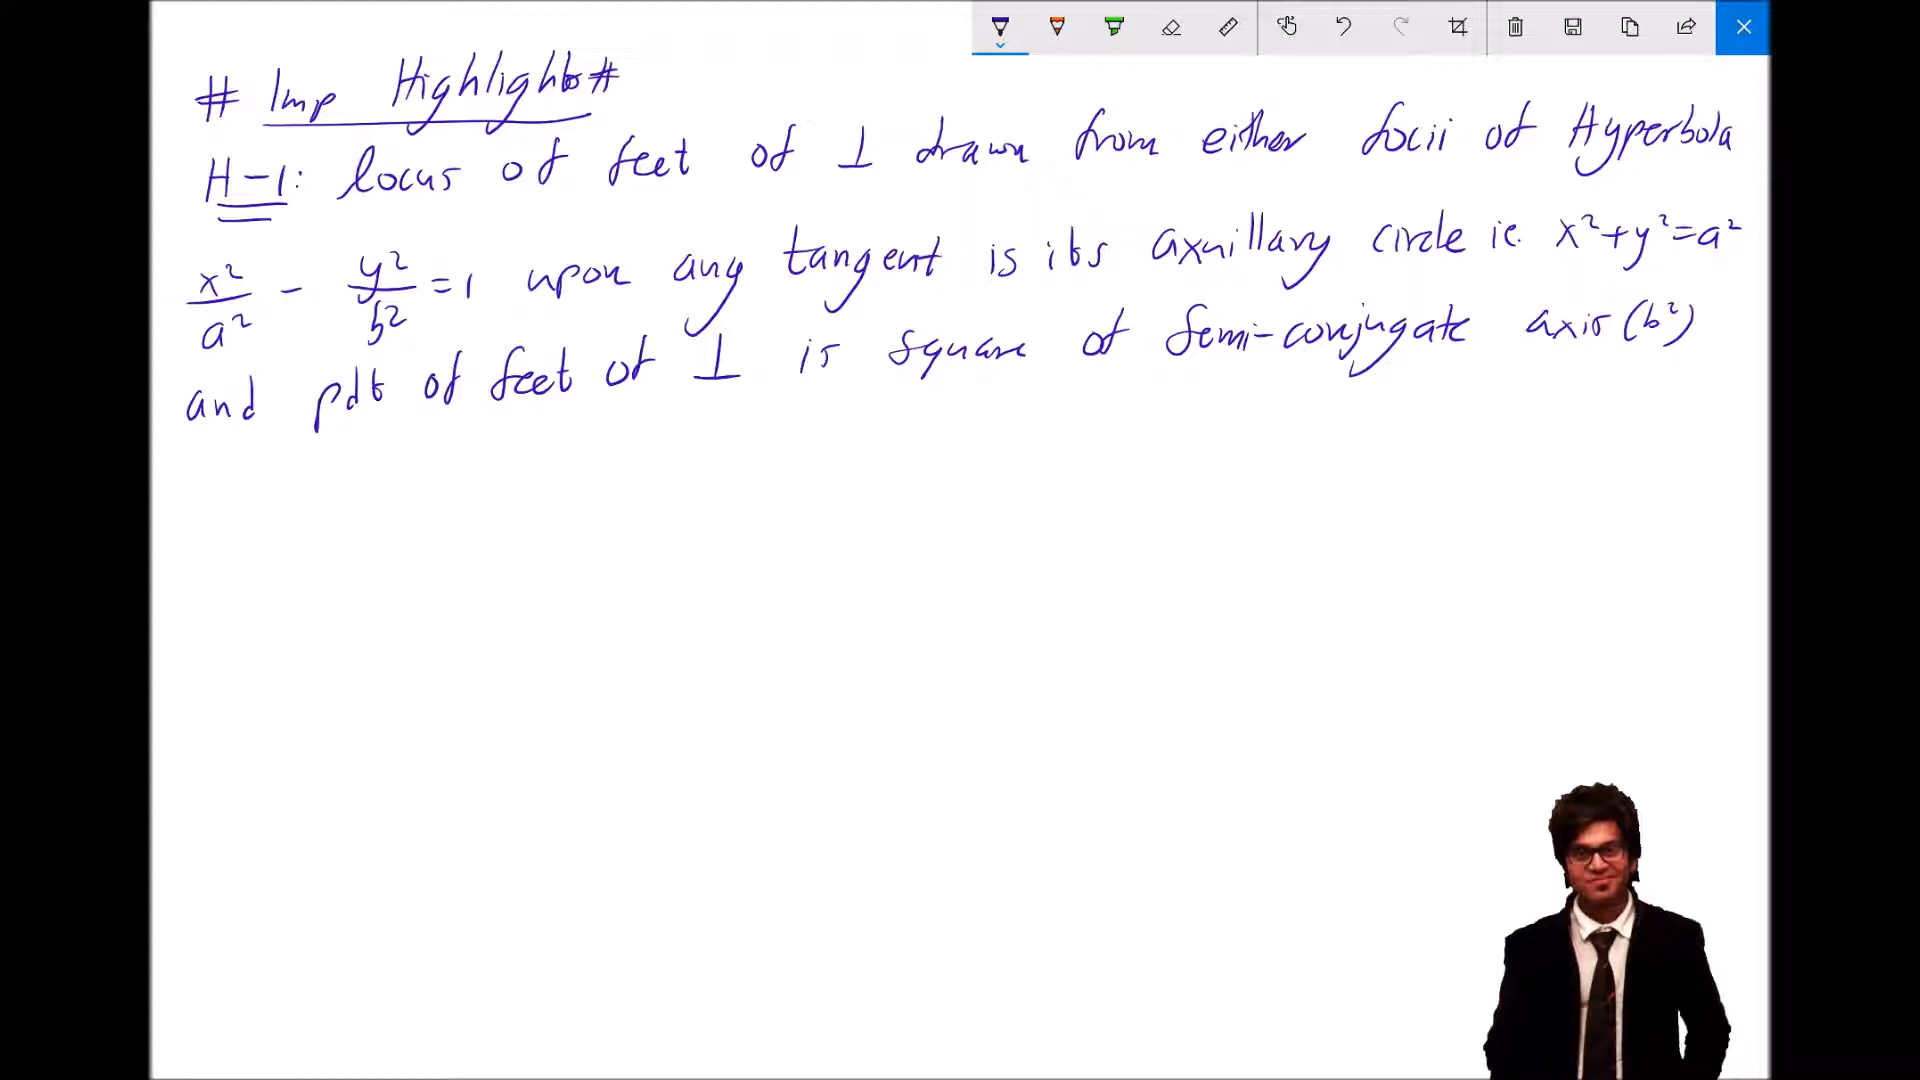 # Imp Highlights #
H-1: locus of feet of ⊥ drawn from either focii of Hyperbola
x²/a² - y²/b² = 1 upon any tangent is its axuillary circle ie. x²+y²=a²
and pdt of feet of ⊥ is square of semi-conjugate axis (b²)